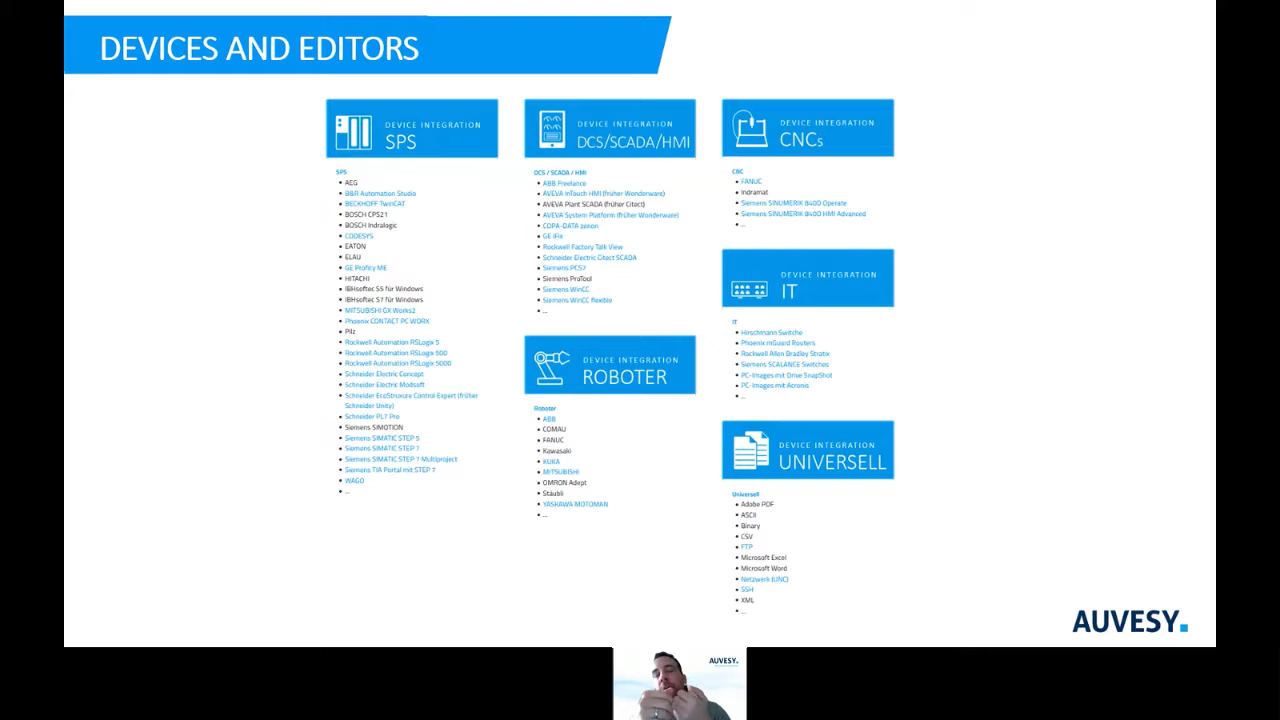 DEVICES AND EDITORS
DEVICE INTEGRATION
SPS
SPS
AEG
B&R Automation Studio
BECKHOFF TwinCAT
BOSCH CPS21
BOSCH Indralogic
CODESYS
EATON
ELAU
GE Proficy ME
HITACHI
IBHsoftec S5 für Windows
IBHsoftec S7 für Windows
MITSUBISHI GX Works2
Phoenix CONTACT PC WORX
Pilz
Rockwell Automation RSLogix 5
Rockwell Automation RSLogix 500
Rockwell Automation RSLogix 5000
Schneider Electric Concept
Schneider Electric Modsoft
Schneider EcoStruxure Control Expert (früher
Schneider Unity)
Schneider PL7 Pro
Siemens SIMOTION
Siemens SIMATIC STEP 5
Siemens SIMATIC STEP 7
Siemens SIMATIC STEP 7 Multiproject
Siemens TIA Portal mit STEP 7
WAGO
...
DEVICE INTEGRATION
DCS/SCADA/HMI
DCS / SCADA / HMI
ABB Freelance
AVEVA InTouch HMI (früher Wonderware)
AVEVA Plant SCADA (früher Citect)
AVEVA System Platform (früher Wonderware)
COPA-DATA zenon
GE iFix
Rockwell Factory Talk View
Schneider Electric Citect SCADA
Siemens PCS7
Siemens ProTool
Siemens WinCC
Siemens WinCC flexible
...
DEVICE INTEGRATION
ROBOTER
Roboter
ABB
COMAU
FANUC
Kawasaki
KUKA
MITSUBISHI
OMRON Adept
Stäubli
YASKAWA MOTOMAN
...
DEVICE INTEGRATION
CNCs
CNC
FANUC
Indramat
Siemens SINUMERIK 840D Operate
Siemens SINUMERIK 840D HMI Advanced
...
DEVICE INTEGRATION
IT
IT
Hirschmann Switche
Phoenix mGuard Routers
Rockwell Allen Bradley Stratix
Siemens SCALANCE Switches
PC-Images mit Drive SnapShot
PC-Images mit Acronis
...
DEVICE INTEGRATION
UNIVERSELL
Universell
Adobe PDF
ASCII
Binary
CSV
FTP
Microsoft Excel
Microsoft Word
Netzwerk (UNC)
SSH
XML
...
AUVESY.
AUVESY.